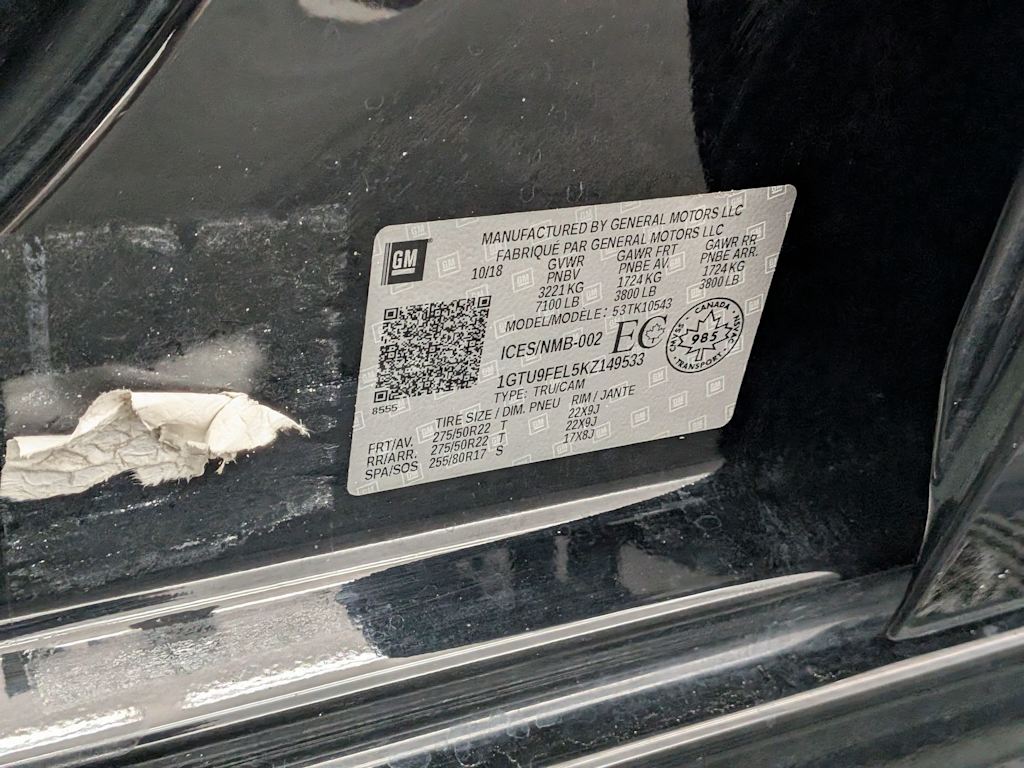 GM
MANUFACTURED BY GENERAL MOTORS LLC
FABRIQUÉ PAR GENERAL MOTORS LLC
10/18 GVWR GAWR FRT GAWR RR
PNBV PNBE AV. PNBE ARR.
3221 KG 1724 KG 1724 KG
7100 LB 3800 LB 3800 LB
MODEL/MODÈLE: 53TK10543
ICES/NMB-002 EC
CANADA
985
TRANSPORT
1GTU9FEL5KZ149533
TYPE: TRU/CAM
8555
TIRE SIZE / DIM. PNEU RIM / JANTE
FRT/AV. 275/50R22 T 22X9J
RR/ARR. 275/50R22 T 22X9J
SPA/SOS 255/80R17 S 17X8J